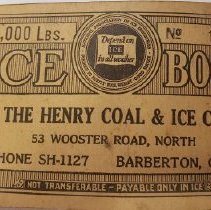 ,000 LBS. No
CE Depend on ICE in all weather BO
THE HENRY COAL & ICE C
53 WOOSTER ROAD, NORTH
PHONE SH-1127 BARBERTON, O
NOT TRANSFERABLE - PAYABLE ONLY IN ICE